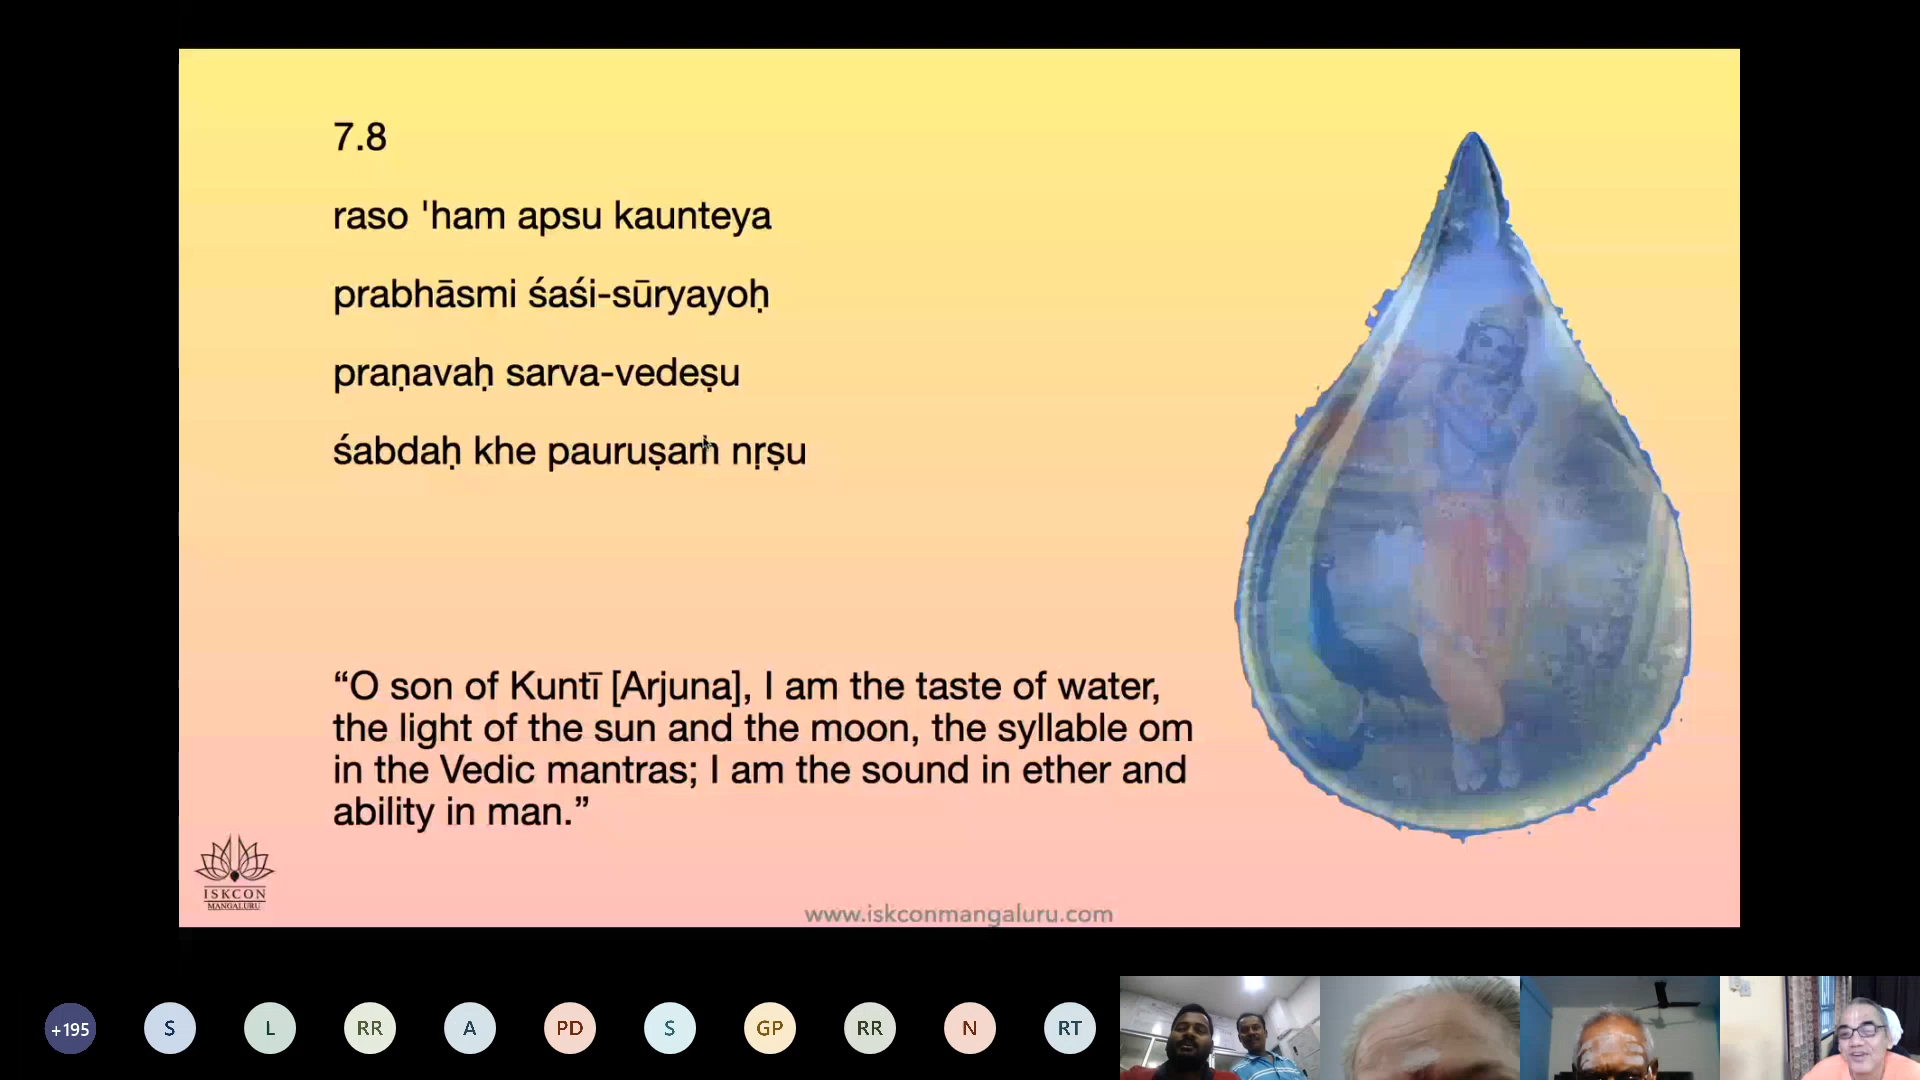 7.8
raso 'ham apsu kaunteya
prabhāsmi śaśi-sūryayoḥ
praṇavaḥ sarva-vedeṣu
śabdaḥ khe pauruṣaṁ nṛṣu
“O son of Kuntī [Arjuna], I am the taste of water,
the light of the sun and the moon, the syllable om
in the Vedic mantras; I am the sound in ether and
ability in man.”
ISKCON
MANGALURU
www.iskconmangaluru.com
+195 S L RR A PD S GP RR N RT